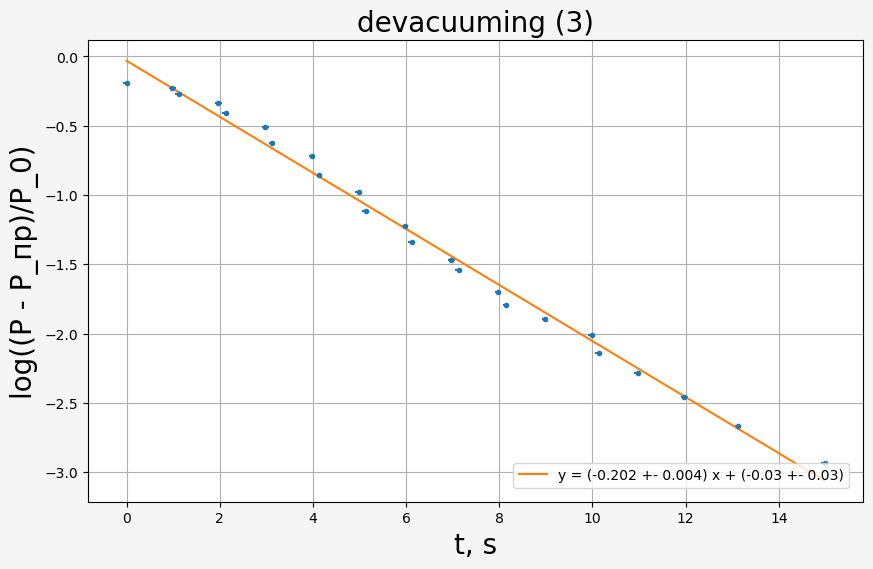 devacuuming (3)
log((P - P_пр)/P_0)
0.0
−0.5
−1.0
−1.5
−2.0
−2.5
−3.0
0 2 4 6 8 10 12 14
t, s
y = (-0.202 +- 0.004) x + (-0.03 +- 0.03)